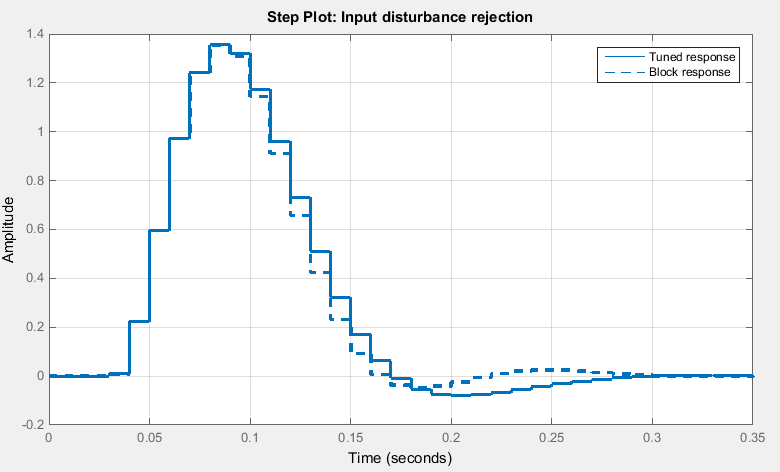 Step Plot: Input disturbance rejection
Tuned response
Block response
Amplitude
1.4
1.2
1
0.8
0.6
0.4
0.2
0
-0.2
0 0.05 0.1 0.15 0.2 0.25 0.3 0.35
Time (seconds)